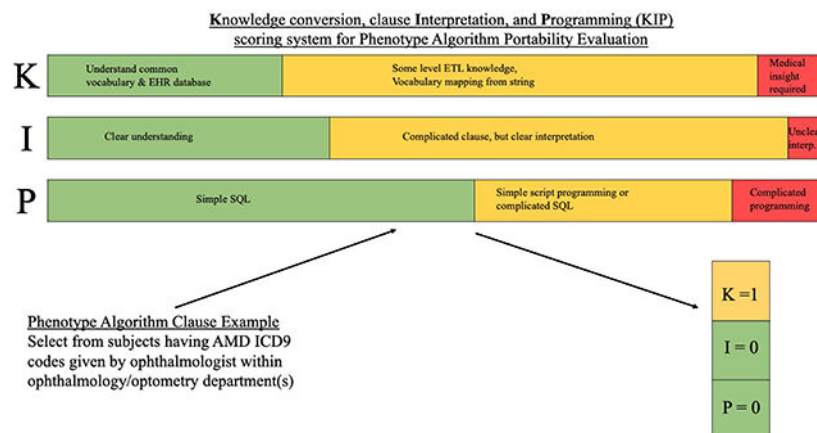 Knowledge conversion, clause Interpretation, and Programming (KIP)
scoring system for Phenotype Algorithm Portability Evaluation
K
Understand common
vocabulary & EHR database
Some level ETL knowledge,
Vocabulary mapping from string
Medical
insight
required
I
Clear understanding
Complicated clause, but clear interpretation
Unclear
interp.
P
Simple SQL
Simple script programming or
complicated SQL
Complicated
programming
Phenotype Algorithm Clause Example
Select from subjects having AMD ICD9
codes given by ophthalmologist within
ophthalmology/optometry department(s)
K =1
I = 0
P = 0